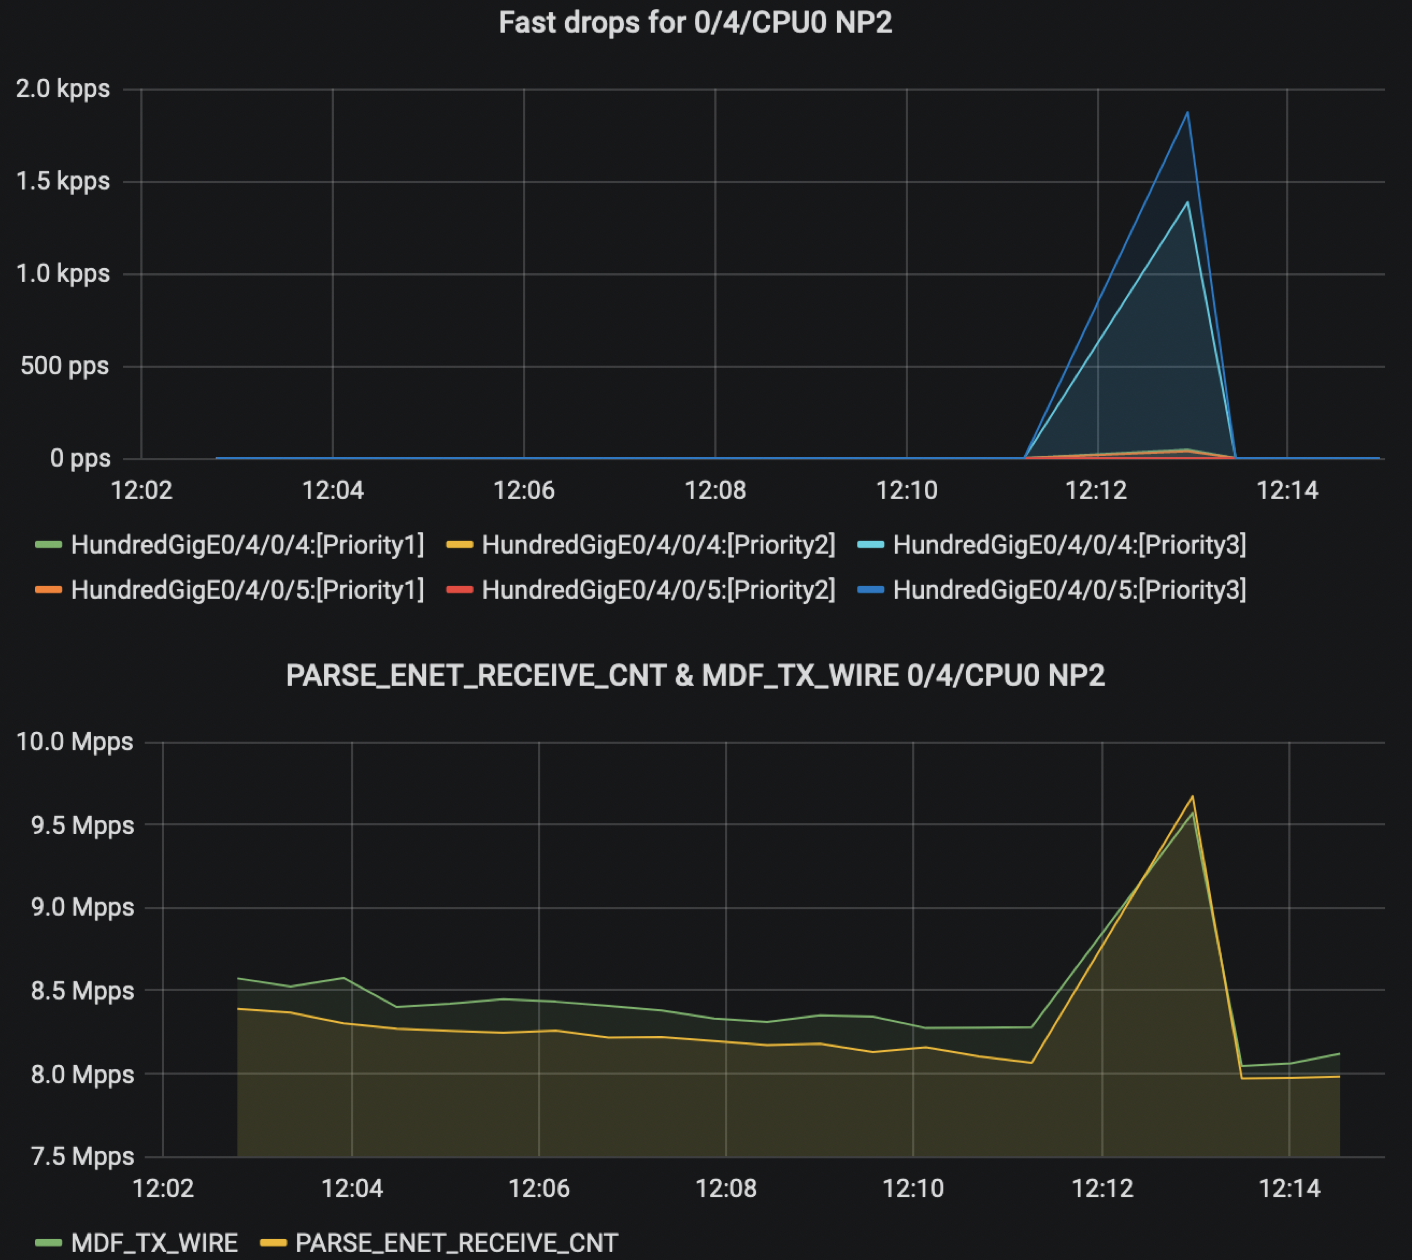 Fast drops for 0/4/CPU0 NP2
2.0 kpps
1.5 kpps
1.0 kpps
500 pps
0 pps
12:02 12:04 12:06 12:08 12:10 12:12 12:14
HundredGigE0/4/0/4:[Priority1] HundredGigE0/4/0/4:[Priority2] HundredGigE0/4/0/4:[Priority3]
HundredGigE0/4/0/5:[Priority1] HundredGigE0/4/0/5:[Priority2] HundredGigE0/4/0/5:[Priority3]
PARSE_ENET_RECEIVE_CNT & MDF_TX_WIRE 0/4/CPU0 NP2
10.0 Mpps
9.5 Mpps
9.0 Mpps
8.5 Mpps
8.0 Mpps
7.5 Mpps
12:02 12:04 12:06 12:08 12:10 12:12 12:14
MDF_TX_WIRE PARSE_ENET_RECEIVE_CNT